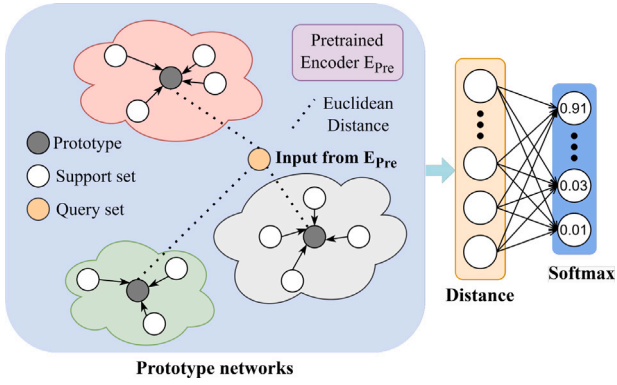 Pretrained
Encoder EPre
Euclidean
Distance
Prototype
Support set
Query set
Input from EPre
Prototype networks
Distance
0.91
0.03
0.01
Softmax